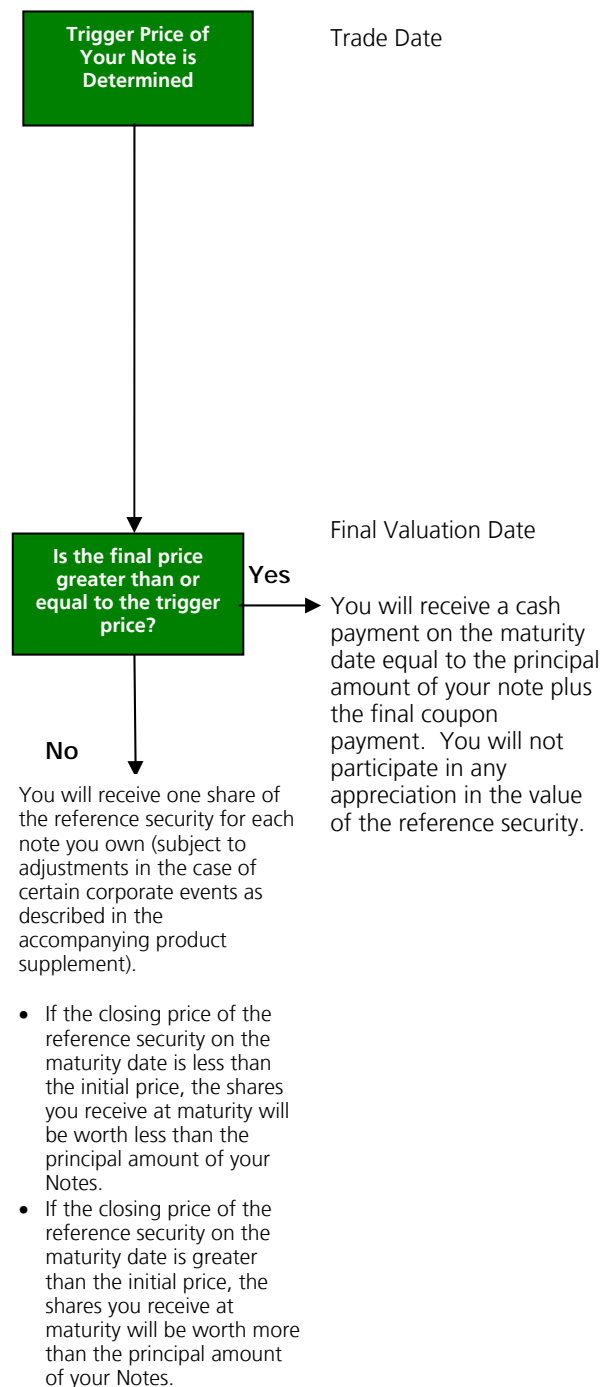 Trigger Price of
Your Note is
Determined
Trade Date
Final Valuation Date
Is the final price
greater than or
equal to the trigger
price?
Yes
You will receive a cash
payment on the maturity
date equal to the principal
amount of your note plus
the final coupon
payment.  You will not
participate in any
appreciation in the value
of the reference security.
No
You will receive one share of
the reference security for each
note you own (subject to
adjustments in the case of
certain corporate events as
described in the
accompanying product
supplement).
• If the closing price of the
reference security on the
maturity date is less than
the initial price, the shares
you receive at maturity will
be worth less than the
principal amount of your
Notes.
• If the closing price of the
reference security on the
maturity date is greater
than the initial price, the
shares you receive at
maturity will be worth more
than the principal amount
of your Notes.